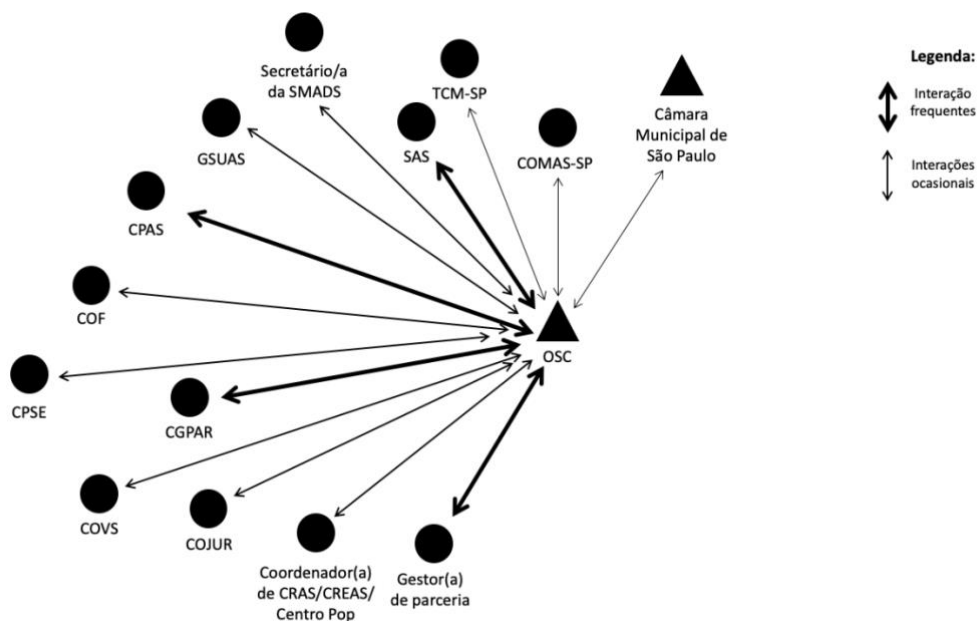 Secretário/a
da SMADS
TCM-SP
Câmara
Municipal de
São Paulo
Legenda:
Interação
frequentes
Interações
ocasionais
GSUAS
SAS
COMAS-SP
CPAS
COF
OSC
CPSE
CGPAR
COVS
COJUR
Coordenador(a)
de CRAS/CREAS/
Centro Pop
Gestor(a)
de parceria